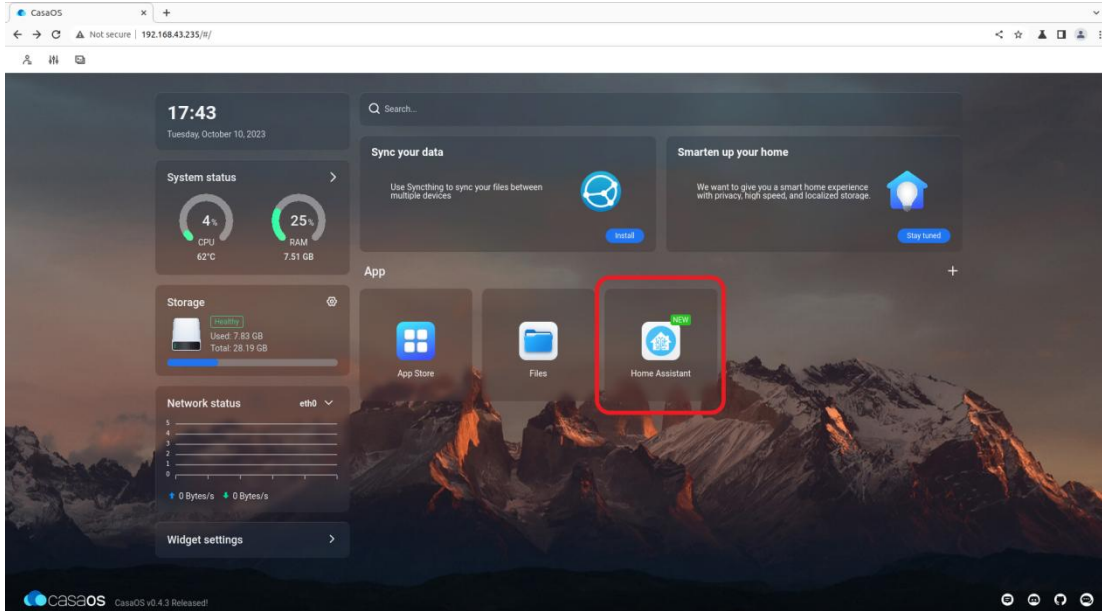 CasaOS
Not secure | 192.168.43.235/#/
17:43
Tuesday, October 10, 2023
System status
4%
CPU
62°C
25%
RAM
7.51 GB
Storage
Healthy
Used: 7.83 GB
Total: 28.19 GB
Network status eth0
5
4
3
2
1
0
0 Bytes/s 0 Bytes/s
Widget settings
Search...
Sync your data
Use Syncthing to sync your files between
multiple devices
Install
Smarten up your home
We want to give you a smart home experience
with privacy, high speed, and localized storage.
Stay tuned
App
App Store
Files
NEW
Home Assistant
CasaOS CasaOS v0.4.3 Released!